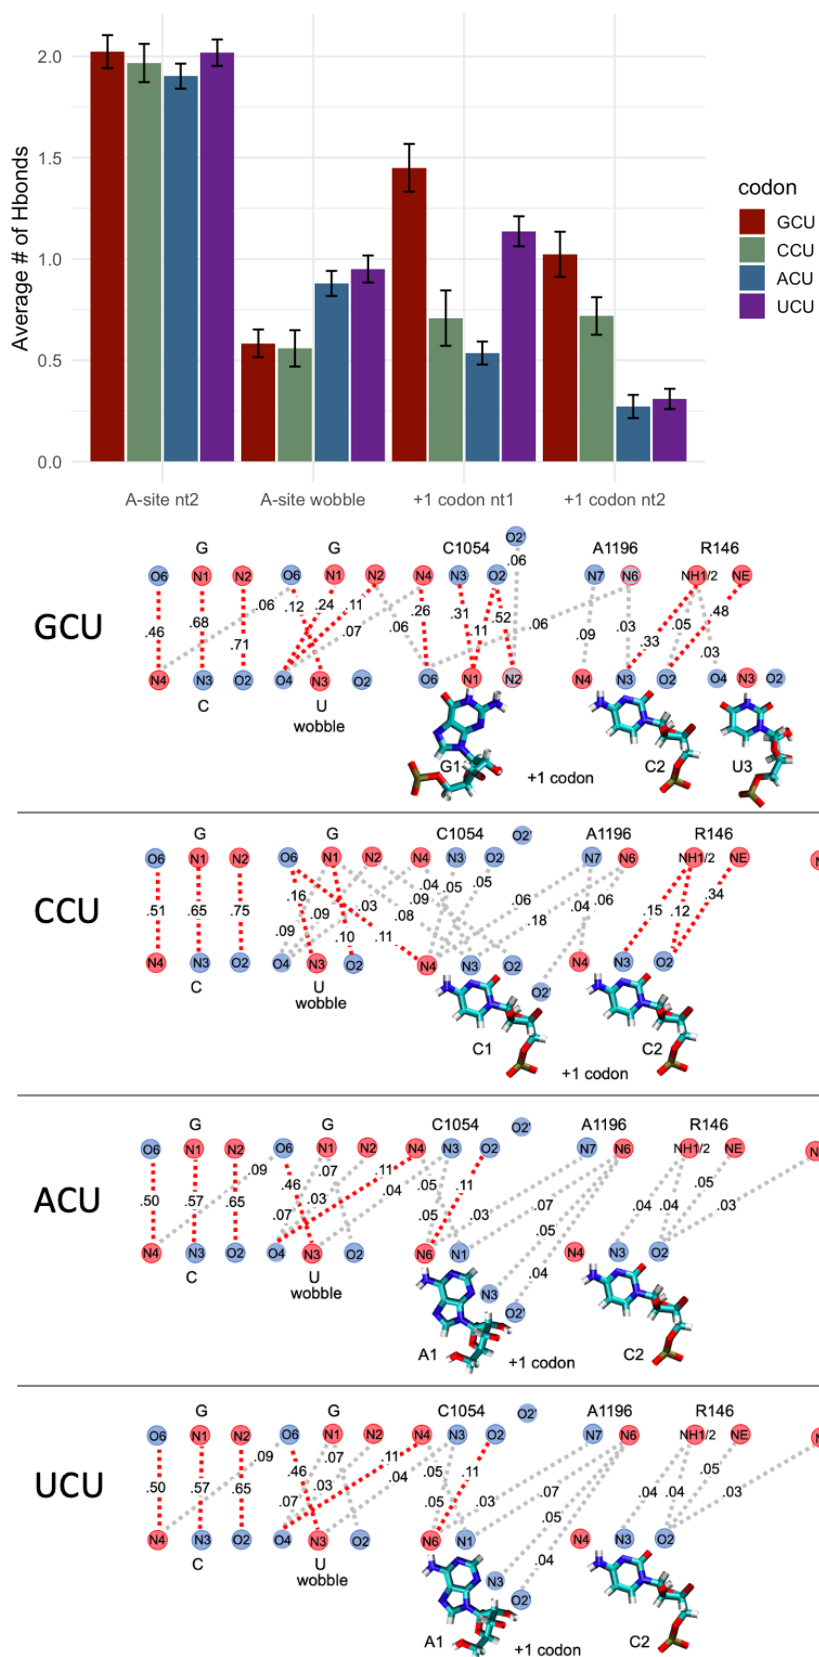 2.0
1.5
1.0
0.5
0.0
Average # of Hbonds
A-site nt2 A-site wobble +1 codon nt1 +1 codon nt2
codon
GCU
CCU
ACU
UCU
O2'
G G C1054 A1196 R146
O6 N1 N2 O6 N1 N2 N4 N3 O2 N7 N6 NH1/2 NE
.06
.46 .68 .71 .06 .12 .24 .11 .07 .06 .26 .31 .11 .52 .06 .09 .03 .33 .05 .03 .48
GCU
N4 N3 O2 O4 N3 O2 O6 N1 N2 N4 N3 O2 O4 N3 O2
C U
wobble
G1 +1 codon C2 U3
G G C1054 O2' A1196 R146
O6 N1 N2 O6 N1 N2 N4 N3 O2 N7 N6 NH1/2 NE
.51 .65 .75 .09 .16 .09 .10 .03 .11 .08 .09 .04 .05 .05 .06 .18 .04 .06 .15 .12 .34
CCU
N4 N3 O2 O4 N3 O2 N4 N3 O2 N4 N3 O2
O2'
C U
wobble
C1 +1 codon C2
G G C1054 O2' A1196 R146
O6 N1 N2 O6 N1 N2 N4 N3 O2 N7 N6 NH1/2 NE
.50 .57 .65 .09 .07 .46 .03 .07 .11 .04 .05 .05 .11 .03 .07 .05 .04 .04 .04 .05 .03
ACU
N4 N3 O2 O4 N3 O2 N6 N1 N4 N3 O2
N3
O2'
C U
wobble
A1 +1 codon C2
G G C1054 O2' A1196 R146
O6 N1 N2 O6 N1 N2 N4 N3 O2 N7 N6 NH1/2 NE
.50 .57 .65 .09 .07 .46 .03 .07 .11 .04 .05 .05 .11 .03 .07 .05 .04 .04 .04 .05 .03
UCU
N4 N3 O2 O4 N3 O2 N6 N1 N4 N3 O2
N3
O2'
C U
wobble
A1 +1 codon C2